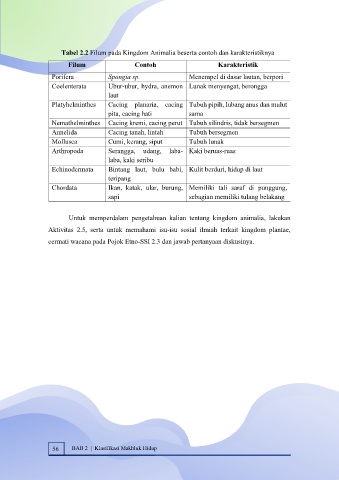 Tabel 2.2 Filum pada Kingdom Animalia beserta contoh dan karakteristiknya
Filum Contoh Karakteristik
Porifera Spongia sp. Menempel di dasar lautan, berpori
Coelenterata Ubur-ubur, hydra, anemon Lunak menyengat, berongga
laut
Platyhelminthes Cacing planaria, cacing Tubuh pipih, lubang anus dan mulut
pita, cacing hati sama
Nemathelminthes Cacing kremi, cacing perut Tubuh silindris, tidak bersegmen
Annelida Cacing tanah, lintah Tubuh bersegmen
Mollusca Cumi, kerang, siput Tubuh lunak
Arthropoda Serangga, udang, laba- Kaki beruas-ruas
laba, kaki seribu
Echinodermata Bintang laut, bulu babi, Kulit berduri, hidup di laut
teripang
Chordata Ikan, katak, ular, burung, Memiliki tali saraf di punggung,
sapi sebagian memiliki tulang belakang
Untuk memperdalam pengetahuan kalian tentang kingdom animalia, lakukan
Aktivitas 2.5, serta untuk memahami isu-isu sosial ilmiah terkait kingdom plantae,
cermati wacana pada Pojok Etno-SSI 2.3 dan jawab pertanyaan diskusinya.
56 BAB 2 | Klasifikasi Makhluk Hidup